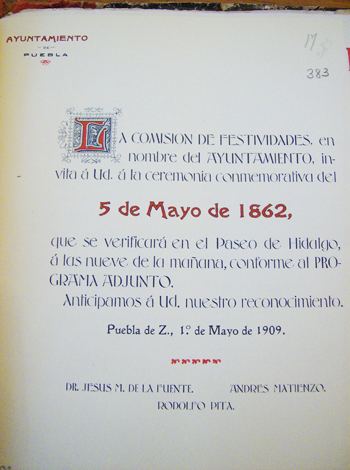 AYUNTAMIENTO
DE
PUEBLA
383
LA COMISION DE FESTIVIDADES, en
nombre del AYUNTAMIENTO, in-
vita á Ud. á la ceremonia conmemorativa del
5 de Mayo de 1862,
que se verificará en el Paseo de Hidalgo,
á las nueve de la mañana, conforme al PRO-
GRAMA ADJUNTO.
Anticipamos á Ud. nuestro reconocimiento.
Puebla de Z., 1.º de Mayo de 1909.
DR. JESUS M. DE LA FUENTE. ANDRES MATIENZO.
RODOLFO PITA.